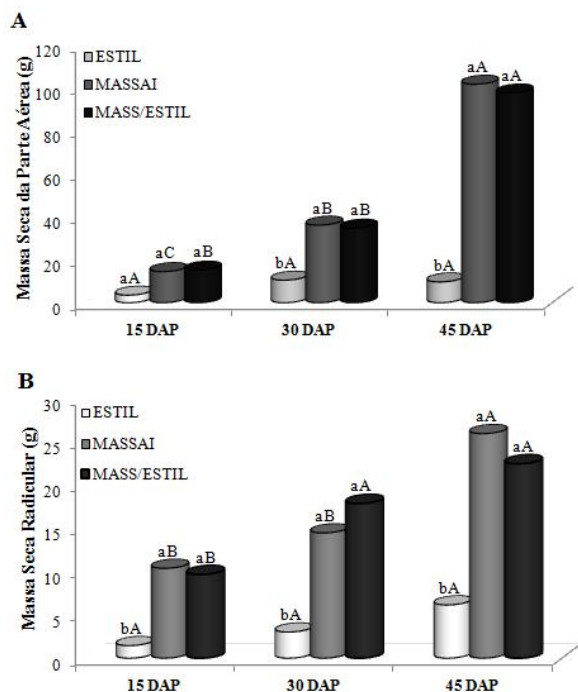 A
Massa Seca da Parte Aérea (g)
120
100
80
60
40
20
0
ESTIL
MASSAI
MASS/ESTIL
aA
aC
aB
bA
aB
aB
bA
aA
aA
15 DAP
30 DAP
45 DAP
B
Massa Seca Radicular (g)
30
25
20
15
10
5
0
ESTIL
MASSAI
MASS/ESTIL
bA
aB
aB
bA
aB
aA
bA
aA
aA
15 DAP
30 DAP
45 DAP